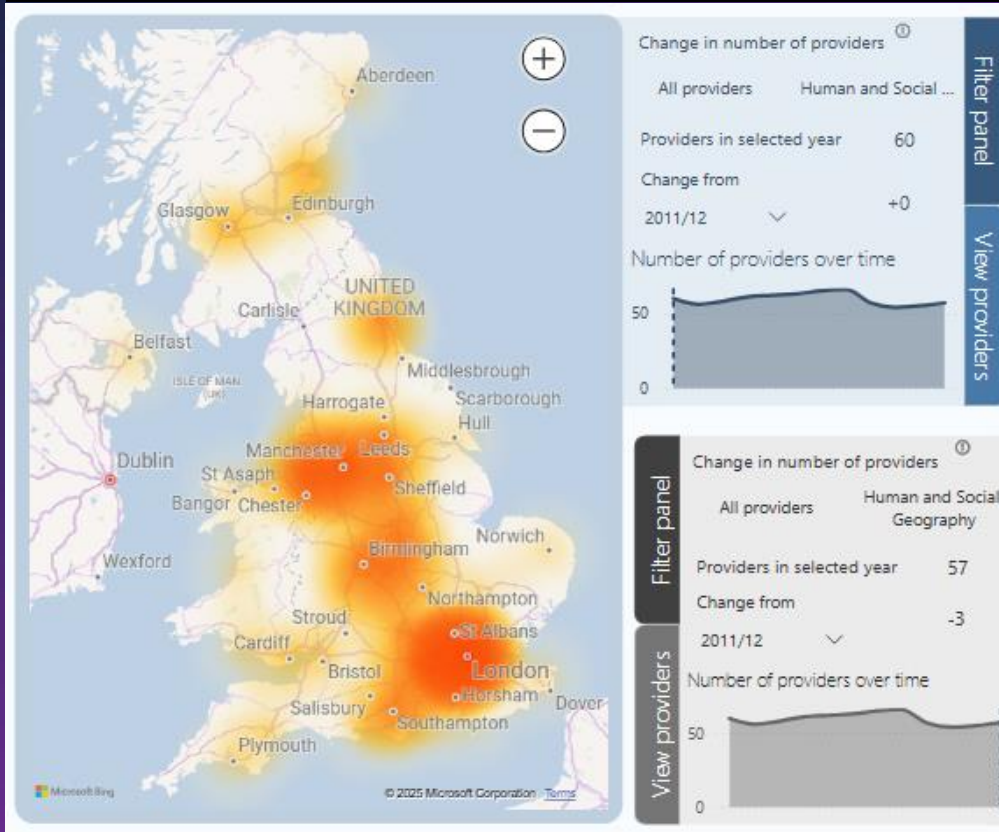 Aberdeen
Glasgow
Edinburgh
UNITED
KINGDOM
Carlisle
Belfast
ISLE OF MAN
(UK)
Middlesbrough
Scarborough
Harrogate
Hull
Manchester
Leeds
Dublin
St Asaph
Sheffield
Bangor
Chester
Norwich
Birmingham
Wexford
Northampton
Stroud
St Albans
Cardiff
London
Bristol
Horsham
Dover
Salisbury
Southampton
Plymouth
Microsoft Bing
© 2025 Microsoft Corporation Terms
Change in number of providers
All providers Human and Social ...
Providers in selected year 60
Change from
+0
2011/12
Number of providers over time
50
0
Filter panel
View providers
Filter panel
View providers
Change in number of providers
All providers
Human and Social
Geography
Providers in selected year 57
Change from
-3
2011/12
Number of providers over time
50
0